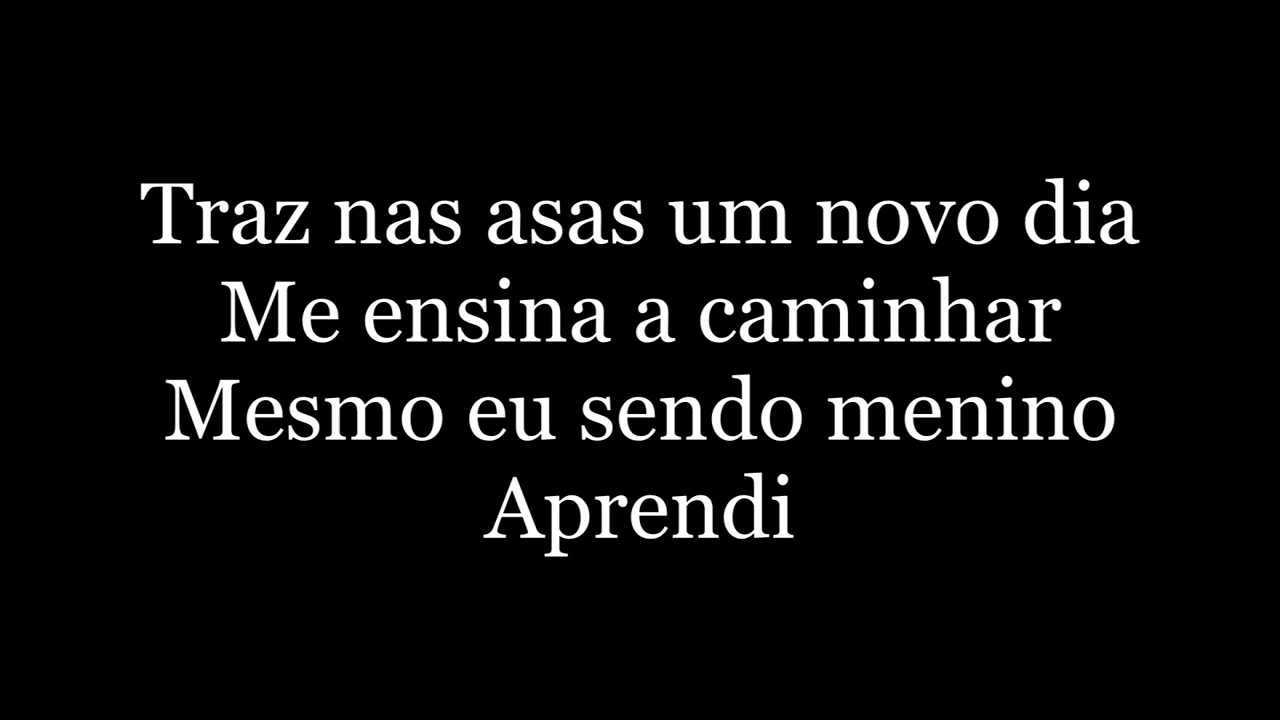 Traz nas asas um novo dia
Me ensina a caminhar
Mesmo eu sendo menino
Aprendi